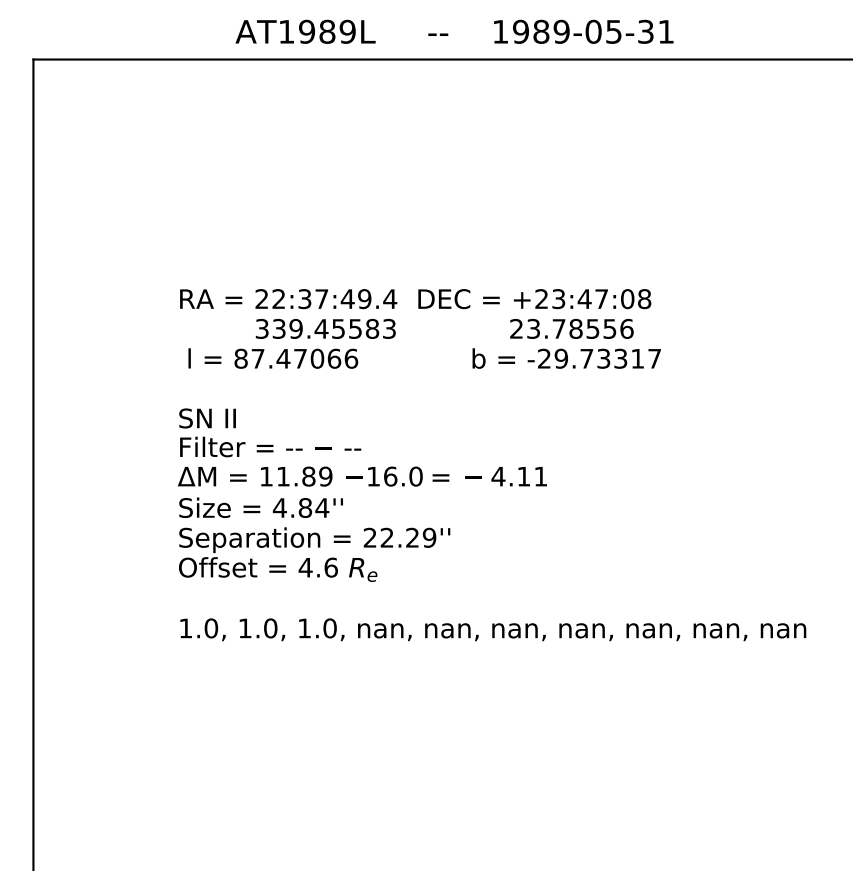 AT1989L -- 1989-05-31
RA = 22:37:49.4 DEC = +23:47:08
339.45583 23.78556
l = 87.47066 b = -29.73317
SN II
Filter = -- − --
ΔM = 11.89 −16.0 = − 4.11
Size = 4.84''
Separation = 22.29''
Offset = 4.6 Rₑ
1.0, 1.0, 1.0, nan, nan, nan, nan, nan, nan, nan